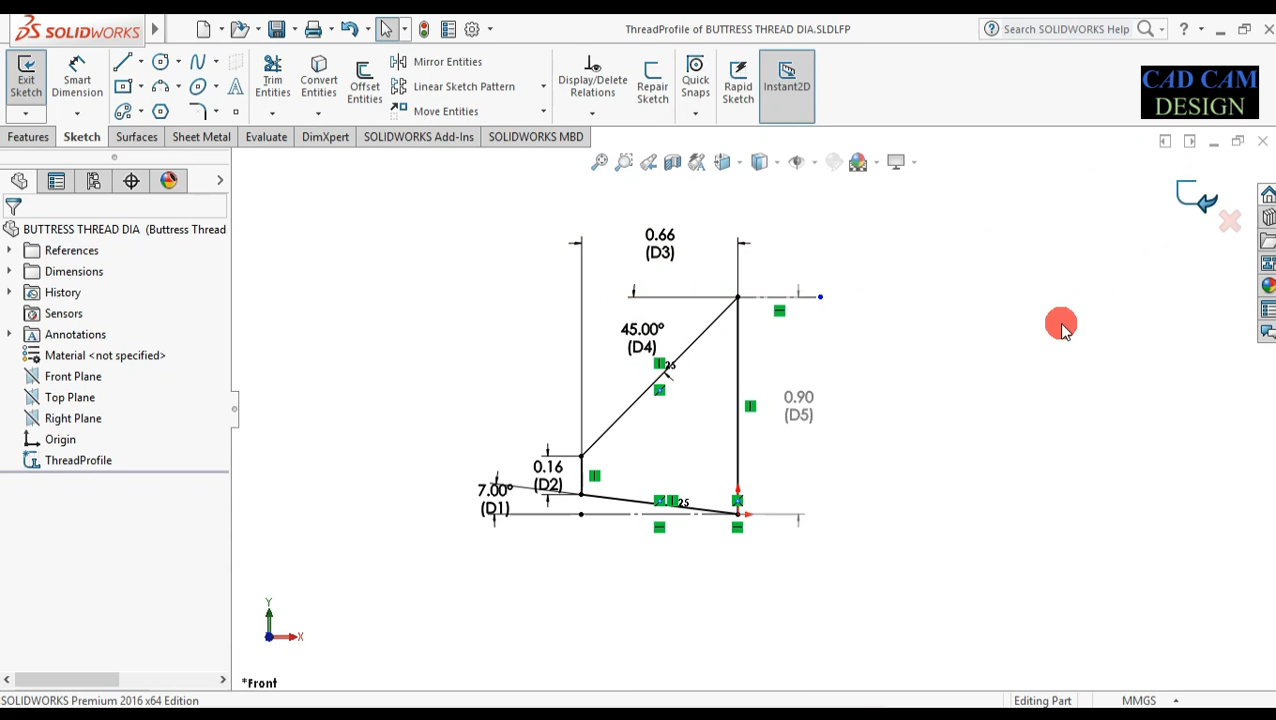 SOLIDWORKS
ThreadProfile of BUTTRESS THREAD DIA.SLDLFP
Search SOLIDWORKS Help
Exit Sketch
Smart Dimension
Trim Entities
Convert Entities
Offset Entities
Mirror Entities
Linear Sketch Pattern
Move Entities
Display/Delete Relations
Repair Sketch
Quick Snaps
Rapid Sketch
Instant2D
CAD CAM
DESIGN
Features
Sketch
Surfaces
Sheet Metal
Evaluate
DimXpert
SOLIDWORKS Add-Ins
SOLIDWORKS MBD
BUTTRESS THREAD DIA (Buttress Thread
References
Dimensions
History
Sensors
Annotations
Material <not specified>
Front Plane
Top Plane
Right Plane
Origin
ThreadProfile
0.66
(D3)
45.00°
(D4)
25
0.90
(D5)
0.16
(D2)
7.00°
(D1)
25
Y
X
*Front
SOLIDWORKS Premium 2016 x64 Edition
Editing Part
MMGS